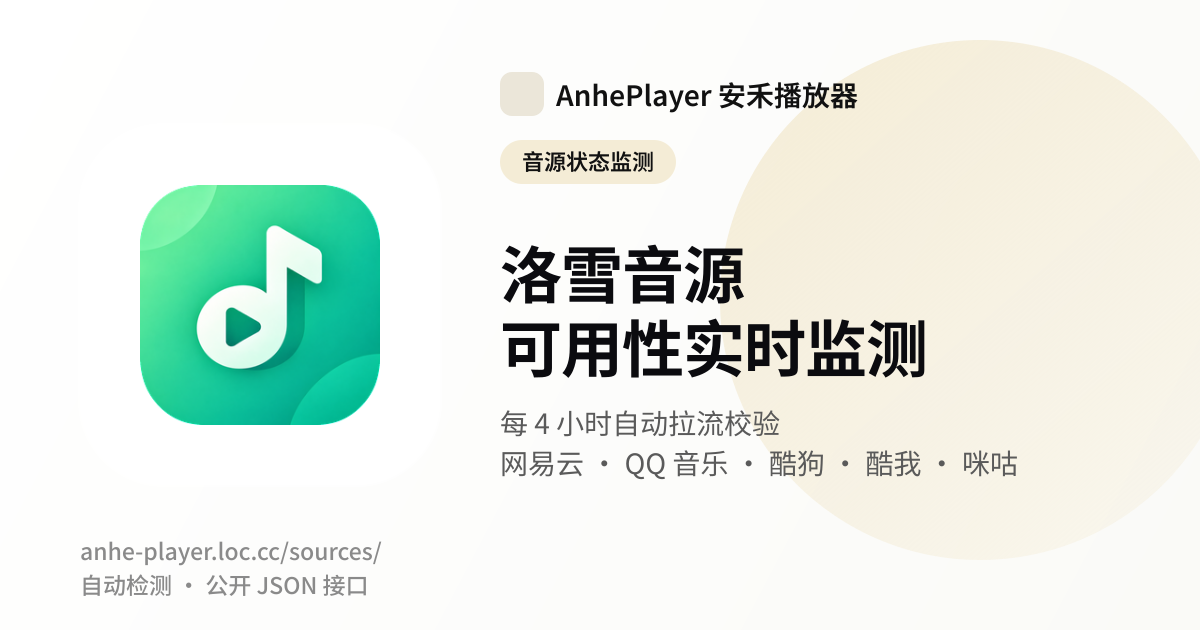 AnhePlayer 安禾播放器
音源状态监测
洛雪音源
可用性实时监测
每 4 小时自动拉流校验
网易云 · QQ 音乐 · 酷狗 · 酷我 · 咪咕
anhe-player.loc.cc/sources/
自动检测 · 公开 JSON 接口